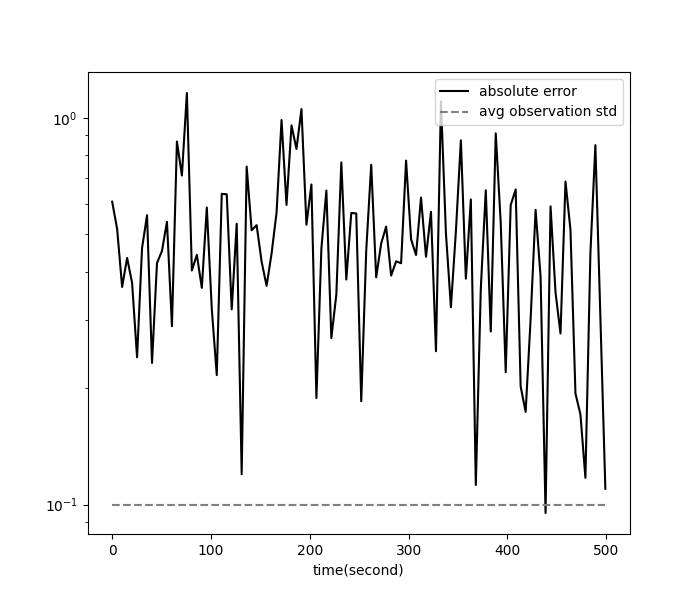 absolute error
avg observation std
10⁰
10⁻¹
0 100 200 300 400 500
time(second)